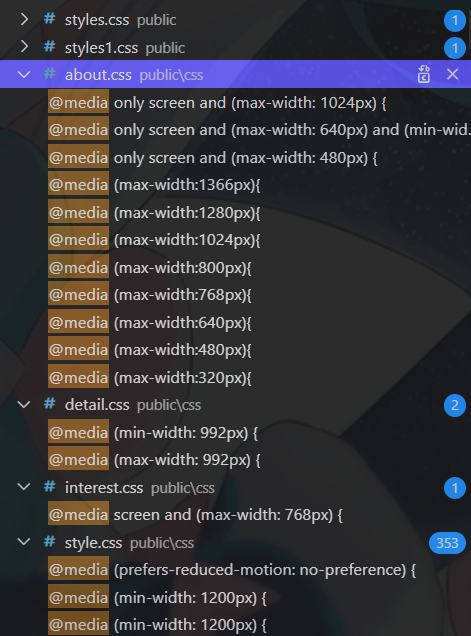 # styles.css public 1
# styles1.css public 1
# about.css public\css
@media only screen and (max-width: 1024px) {
@media only screen and (max-width: 640px) and (min-wid...
@media only screen and (max-width: 480px) {
@media (max-width:1366px){
@media (max-width:1280px){
@media (max-width:1024px){
@media (max-width:800px){
@media (max-width:768px){
@media (max-width:640px){
@media (max-width:480px){
@media (max-width:320px){
# detail.css public\css 2
@media (min-width: 992px) {
@media (max-width: 992px) {
# interest.css public\css 1
@media screen and (max-width: 768px) {
# style.css public\css 353
@media (prefers-reduced-motion: no-preference) {
@media (min-width: 1200px) {
@media (min-width: 1200px) {